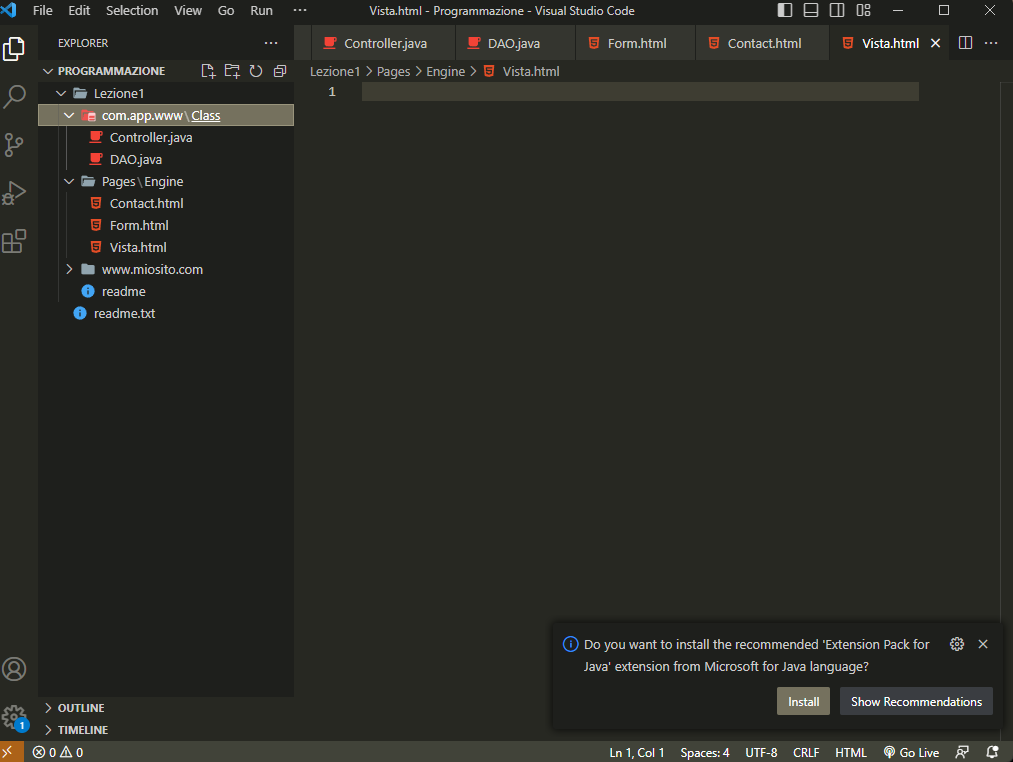 File Edit Selection View Go Run ··· Vista.html - Programmazione - Visual Studio Code
EXPLORER ···
Controller.java DAO.java Form.html Contact.html Vista.html ···
PROGRAMMAZIONE
Lezione1 > Pages > Engine > Vista.html
1
Lezione1
com.app.www\Class
Controller.java
DAO.java
Pages\Engine
Contact.html
Form.html
Vista.html
www.miosito.com
readme
readme.txt
Do you want to install the recommended 'Extension Pack for
Java' extension from Microsoft for Java language?
Install Show Recommendations
OUTLINE
TIMELINE
1
0 0 Ln 1, Col 1 Spaces: 4 UTF-8 CRLF HTML Go Live